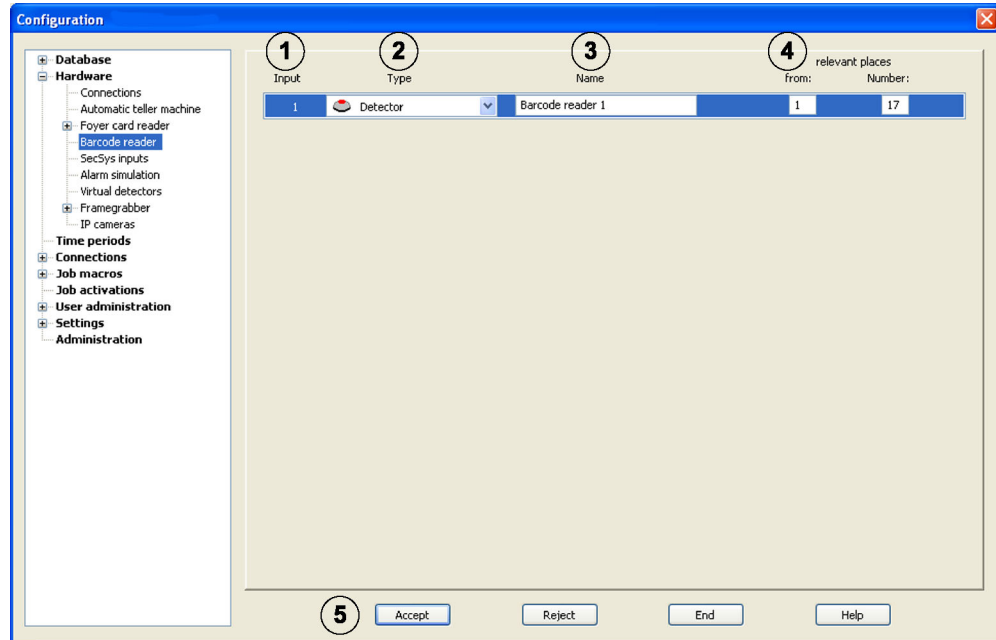 Configuration
Database
Hardware
Connections
Automatic teller machine
Foyer card reader
Barcode reader
SecSys inputs
Alarm simulation
Virtual detectors
Framegrabber
IP cameras
Time periods
Connections
Job macros
Job activations
User administration
Settings
Administration
1 2 3 4
relevant places
Input Type Name from: Number:
1 Detector Barcode reader 1 1 17
5 Accept Reject End Help